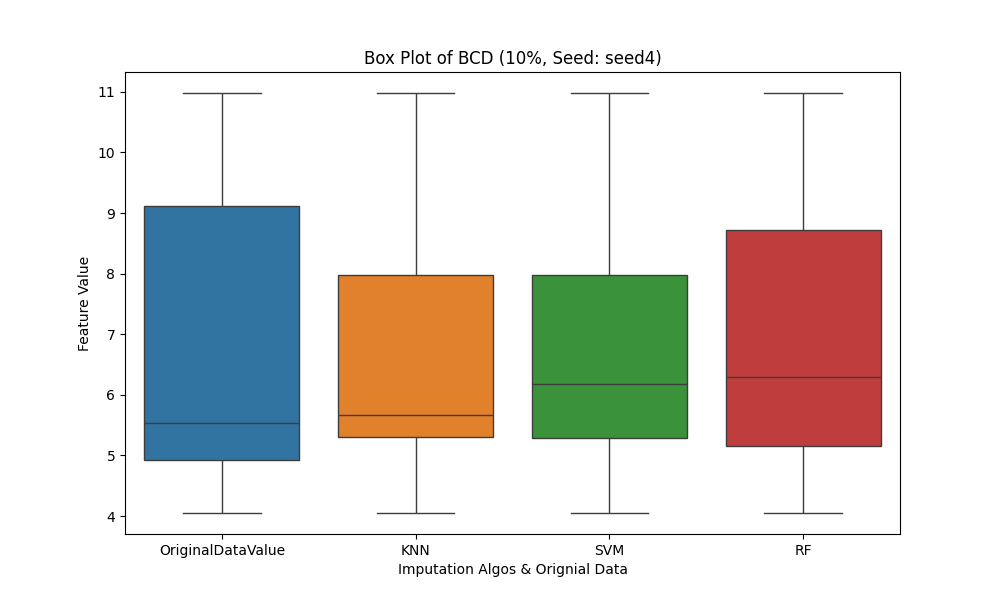 Box Plot of BCD (10%, Seed: seed4)
Feature Value
11
10
9
8
7
6
5
4
OriginalDataValue KNN SVM RF
Imputation Algos & Orignial Data